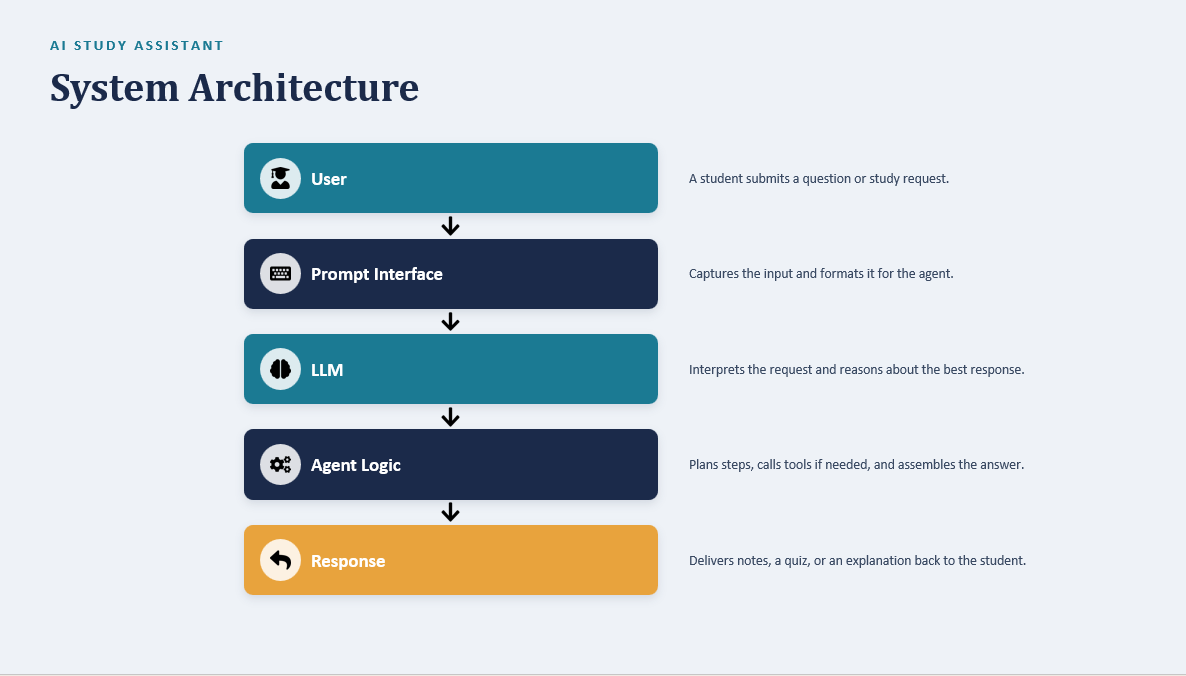 AI STUDY ASSISTANT
System Architecture
User
A student submits a question or study request.
Prompt Interface
Captures the input and formats it for the agent.
LLM
Interprets the request and reasons about the best response.
Agent Logic
Plans steps, calls tools if needed, and assembles the answer.
Response
Delivers notes, a quiz, or an explanation back to the student.